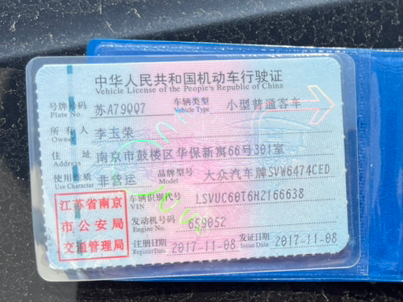 中华人民共和国机动车行驶证
Vehicle License of the People's Republic of China
号牌号码 苏A79QQ7 车辆类型 小型普通客车
Plate No. Vehicle Type
所有人 李玉荣
Owner
住址 南京市鼓楼区华保新寓66号301室
Address
使用性质 非营运 品牌型号 大众汽车牌SVW6474CED
Use Character Model
江苏省南京
市公安局
交通管理局
车辆识别代号 LSVUC60T6H2166638
VIN
发动机号码 659052
Engine No.
注册日期 2017-11-08 发证日期 2017-11-08
Register Date Issue Date